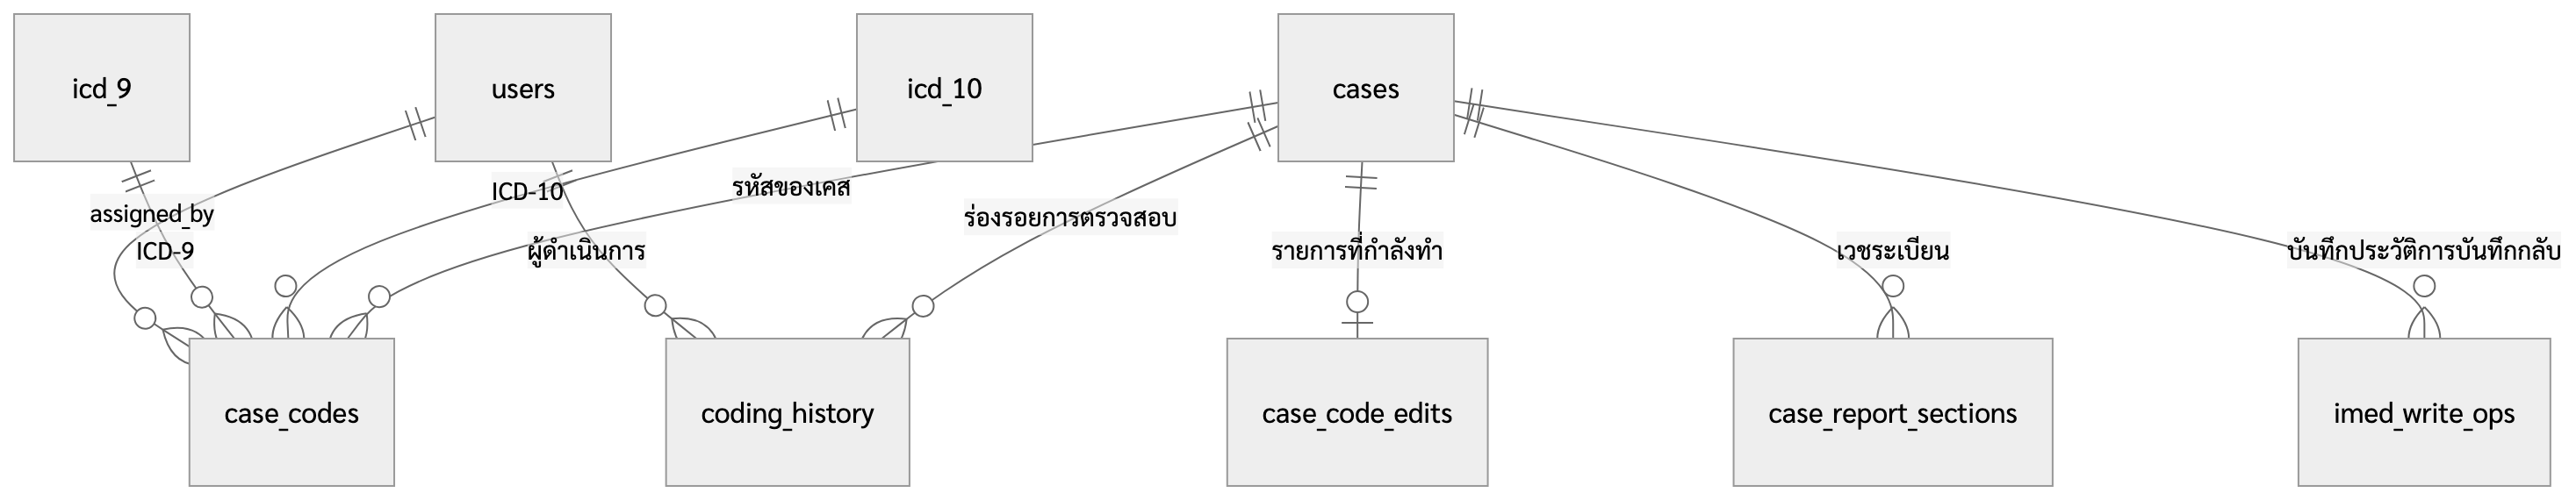 icd_9
users
icd_10
cases
ICD-10
รหัสของเคส
assigned_by
ร่องรอยการตรวจสอบ
ICD-9
ผู้ดำเนินการ
รายการที่กำลังทำ
เวชระเบียน
บันทึกประวัติการบันทึกกลับ
case_codes
coding_history
case_code_edits
case_report_sections
imed_write_ops